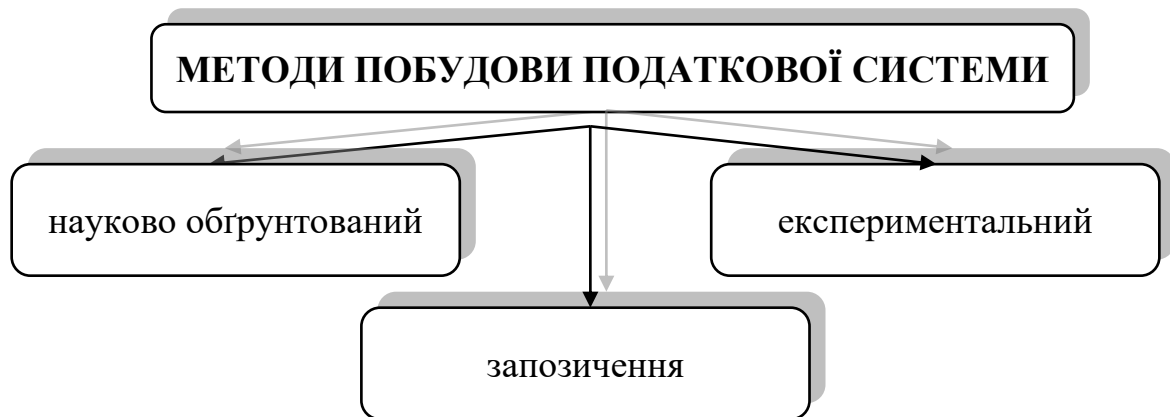 МЕТОДИ ПОБУДОВИ ПОДАТКОВОЇ СИСТЕМИ
науково обґрунтований
експериментальний
запозичення